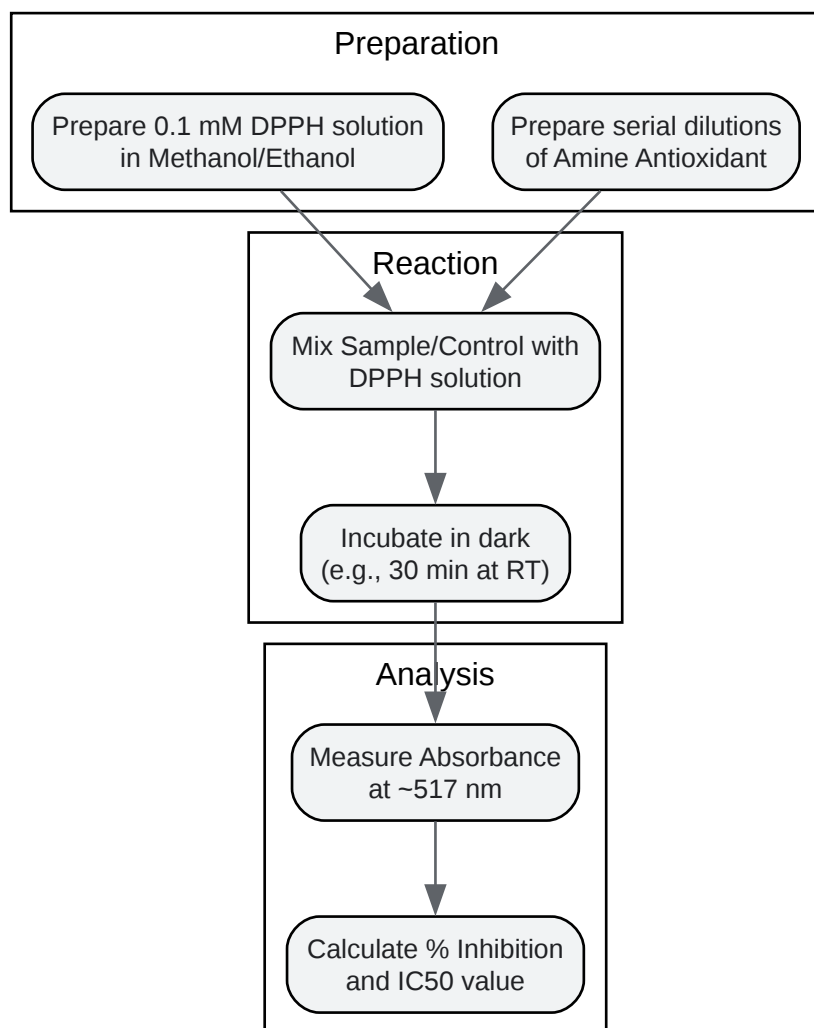 Preparation
Prepare 0.1 mM DPPH solution
in Methanol/Ethanol
Prepare serial dilutions
of Amine Antioxidant
Reaction
Mix Sample/Control with
DPPH solution
Incubate in dark
(e.g., 30 min at RT)
Analysis
Measure Absorbance
at ~517 nm
Calculate % Inhibition
and IC50 value